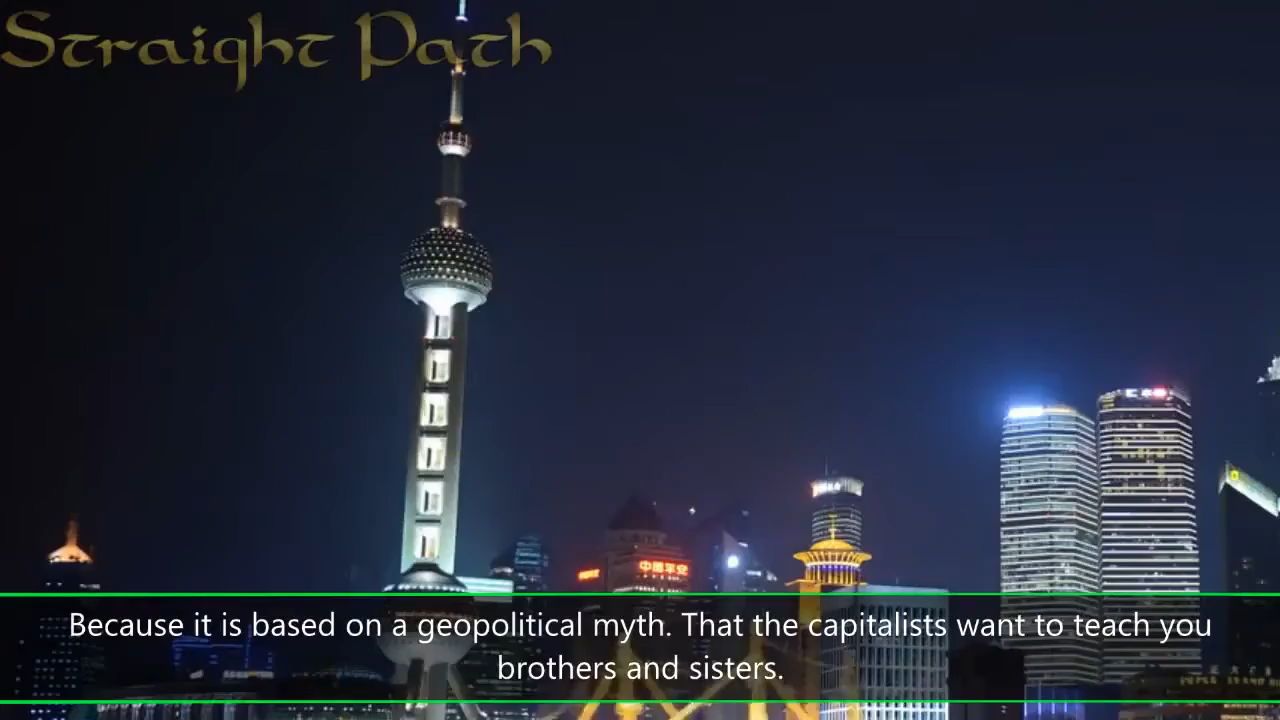 Straight Path
中国平安
Because it is based on a geopolitical myth. That the capitalists want to teach you
brothers and sisters.